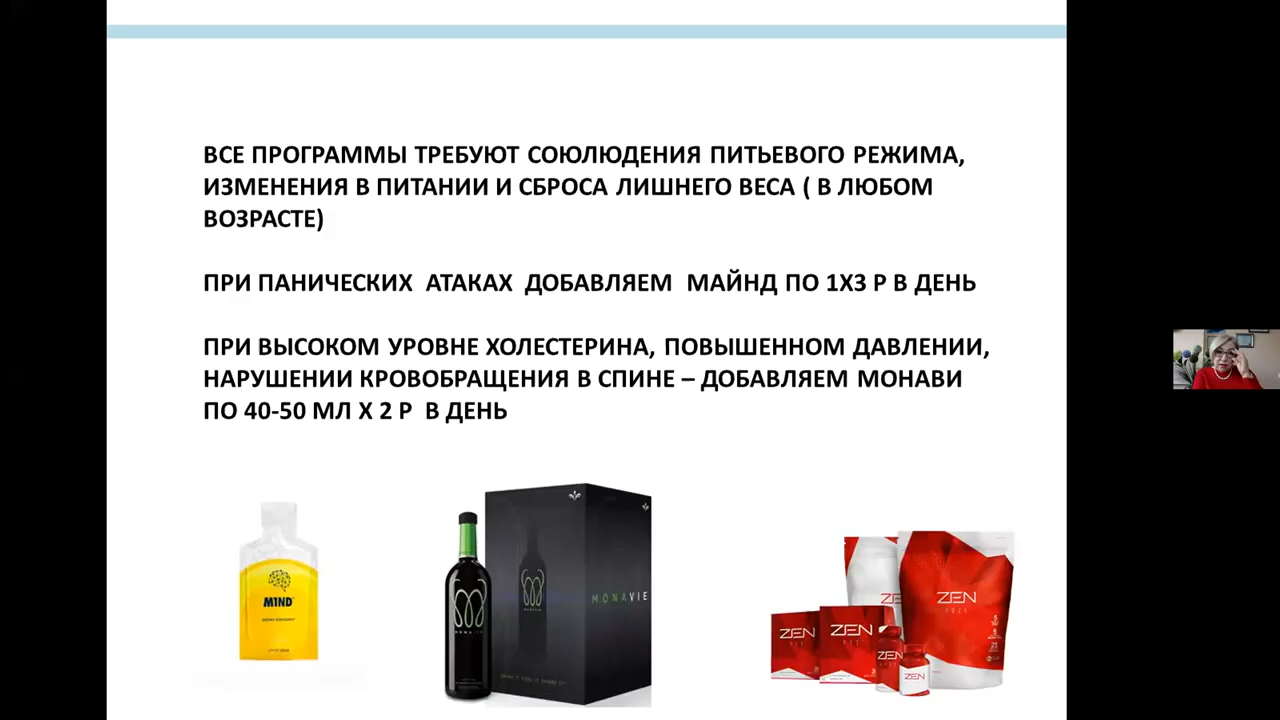 ВСЕ ПРОГРАММЫ ТРЕБУЮТ СОЮЛЮДЕНИЯ ПИТЬЕВОГО РЕЖИМА,
ИЗМЕНЕНИЯ В ПИТАНИИ И СБРОСА ЛИШНЕГО ВЕСА ( В ЛЮБОМ
ВОЗРАСТЕ)
ПРИ ПАНИЧЕСКИХ АТАКАХ ДОБАВЛЯЕМ МАЙНД ПО 1Х3 Р В ДЕНЬ
ПРИ ВЫСОКОМ УРОВНЕ ХОЛЕСТЕРИНА, ПОВЫШЕННОМ ДАВЛЕНИИ,
НАРУШЕНИИ КРОВОБРАЩЕНИЯ В СПИНЕ – ДОБАВЛЯЕМ МОНАВИ
ПО 40-50 МЛ Х 2 Р В ДЕНЬ
M1ND
MONAVIE
MONAVIE
ZEN
ZEN
ZEN
ZEN
ZEN